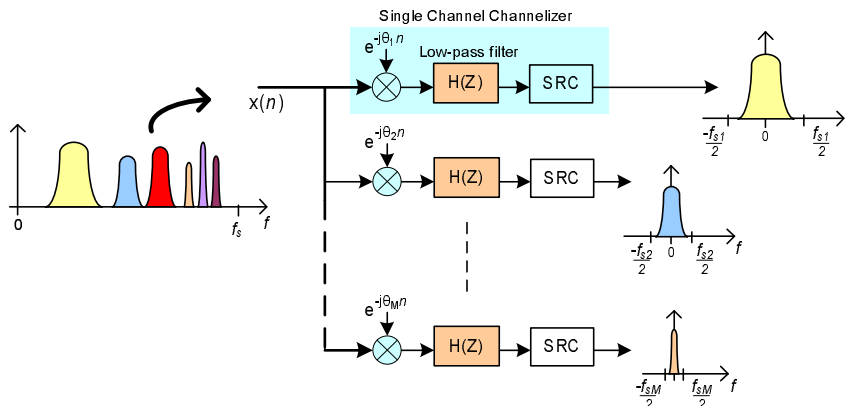 Single Channel Channelizer
e^-jθ₁n
Low-pass filter
H(Z)
SRC
x(n)
-fs1/2
0
fs1/2
f
e^-jθ₂n
H(Z)
SRC
0
fs
f
-fs2/2
0
fs2/2
f
e^-jθMn
H(Z)
SRC
-fsM/2
fsM/2
f